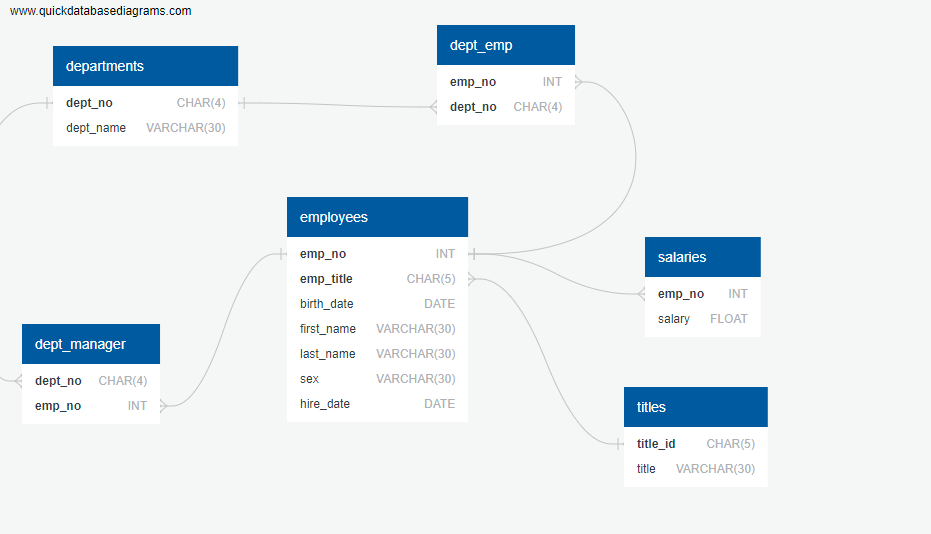 www.quickdatabasediagrams.com
departments
dept_no CHAR(4)
dept_name VARCHAR(30)
dept_emp
emp_no INT
dept_no CHAR(4)
employees
emp_no INT
emp_title CHAR(5)
birth_date DATE
first_name VARCHAR(30)
last_name VARCHAR(30)
sex VARCHAR(30)
hire_date DATE
salaries
emp_no INT
salary FLOAT
dept_manager
dept_no CHAR(4)
emp_no INT
titles
title_id CHAR(5)
title VARCHAR(30)